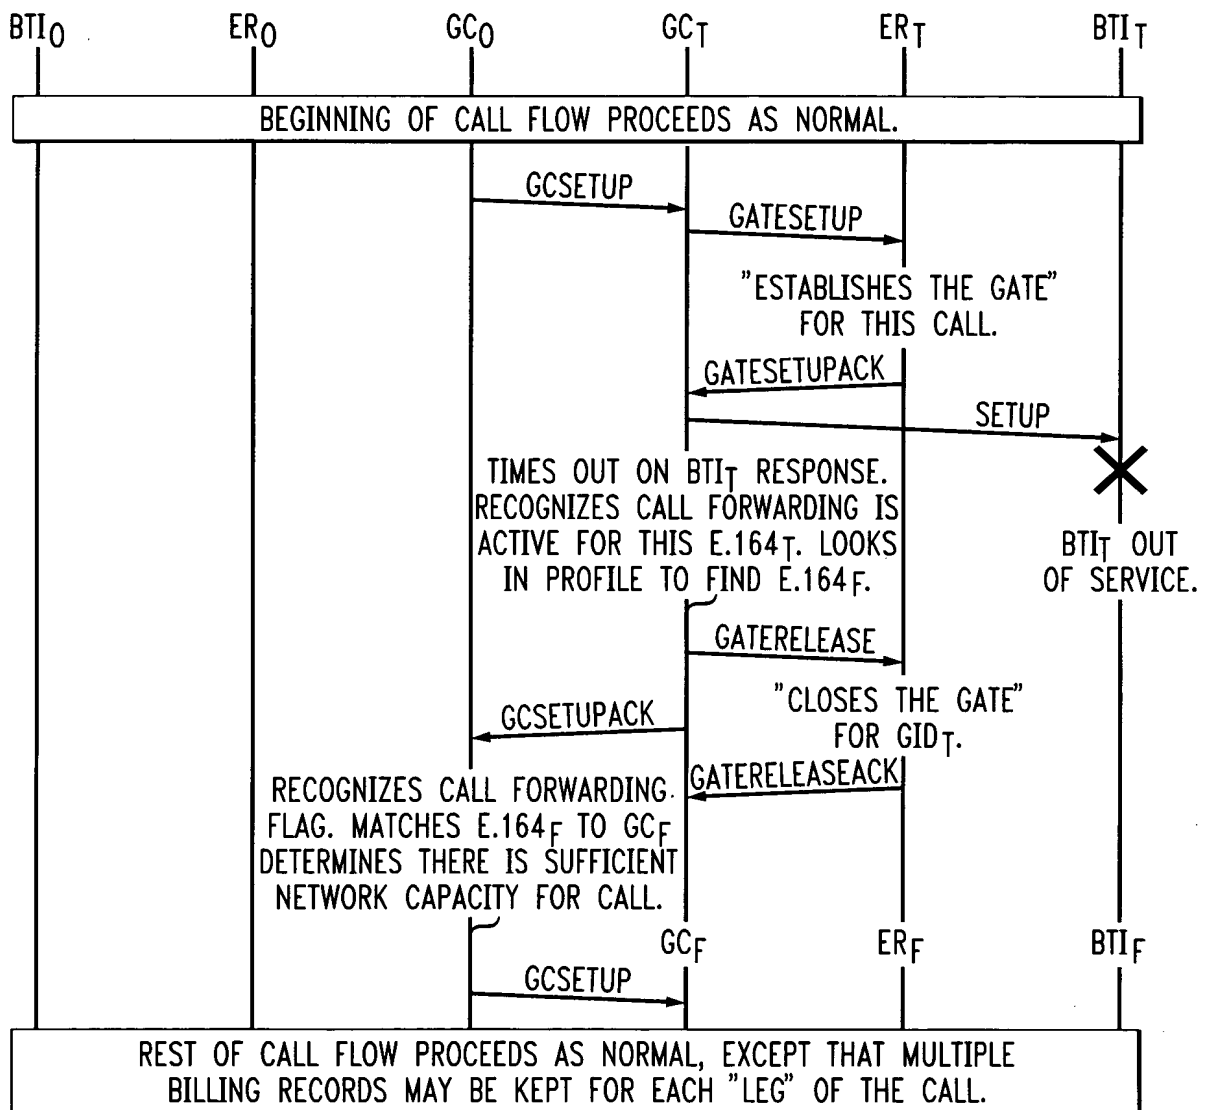 BTIO ERO GCO GCT ERT BTIT
BEGINNING OF CALL FLOW PROCEEDS AS NORMAL.
GCSETUP
GATESETUP
"ESTABLISHES THE GATE"
FOR THIS CALL.
GATESETUPACK
SETUP
TIMES OUT ON BTIT RESPONSE.
RECOGNIZES CALL FORWARDING IS
ACTIVE FOR THIS E.164T. LOOKS
IN PROFILE TO FIND E.164F.
BTIT OUT
OF SERVICE.
GATERELEASE
"CLOSES THE GATE"
FOR GIDT.
GCSETUPACK
GATERELEASEACK
RECOGNIZES CALL FORWARDING
FLAG. MATCHES E.164F TO GCF
DETERMINES THERE IS SUFFICIENT
NETWORK CAPACITY FOR CALL.
GCF ERF BTIF
GCSETUP
REST OF CALL FLOW PROCEEDS AS NORMAL, EXCEPT THAT MULTIPLE
BILLING RECORDS MAY BE KEPT FOR EACH "LEG" OF THE CALL.